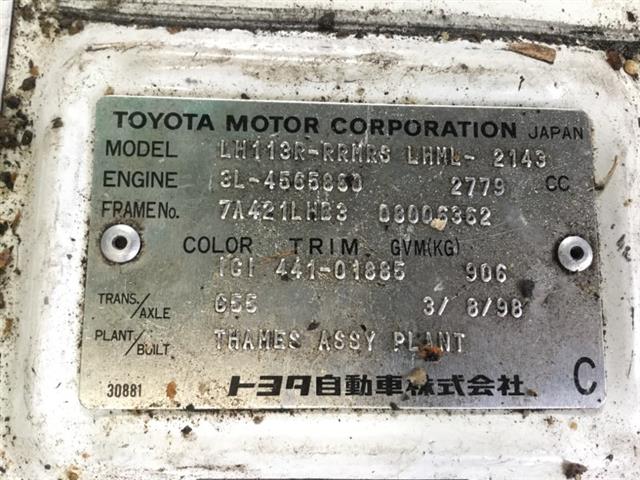 TOYOTA MOTOR CORPORATION JAPAN
MODEL LH113R-RRMRS LHML- 2143
ENGINE 3L-4565880 2779 CC
FRAME No. 7A421LHB3 08006362
COLOR TRIM GVM(KG)
IGI 441-01885 906
TRANS./AXLE G55 3/ 8/98
PLANT/BUILT THAMES ASSY PLANT
30881 トヨタ自動車株式会社 C